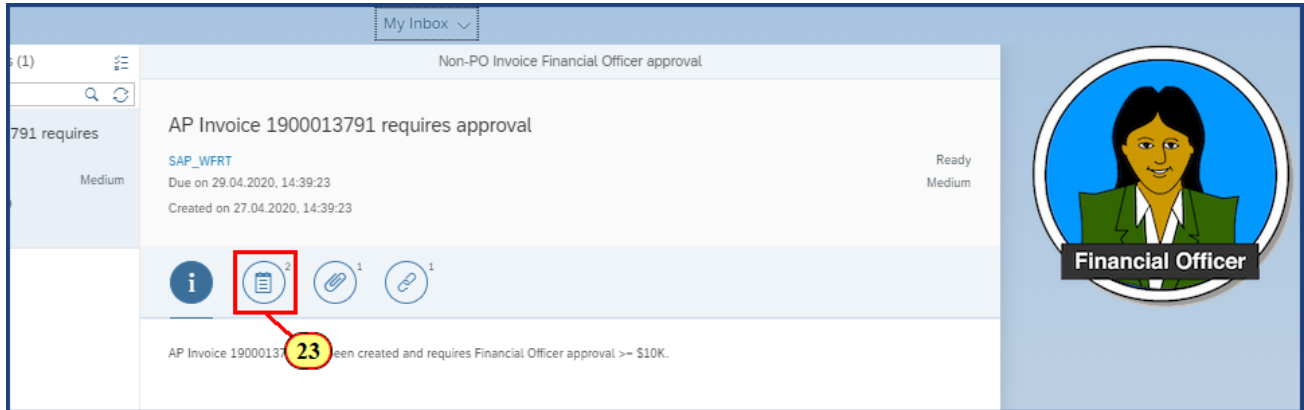 My Inbox
s (1)
Non-PO Invoice Financial Officer approval
791 requires
Medium
AP Invoice 1900013791 requires approval
SAP_WFRT
Ready
Due on 29.04.2020, 14:39:23
Medium
Created on 27.04.2020, 14:39:23
i
2
1
1
Financial Officer
AP Invoice 19000137
23
een created and requires Financial Officer approval >= $10K.